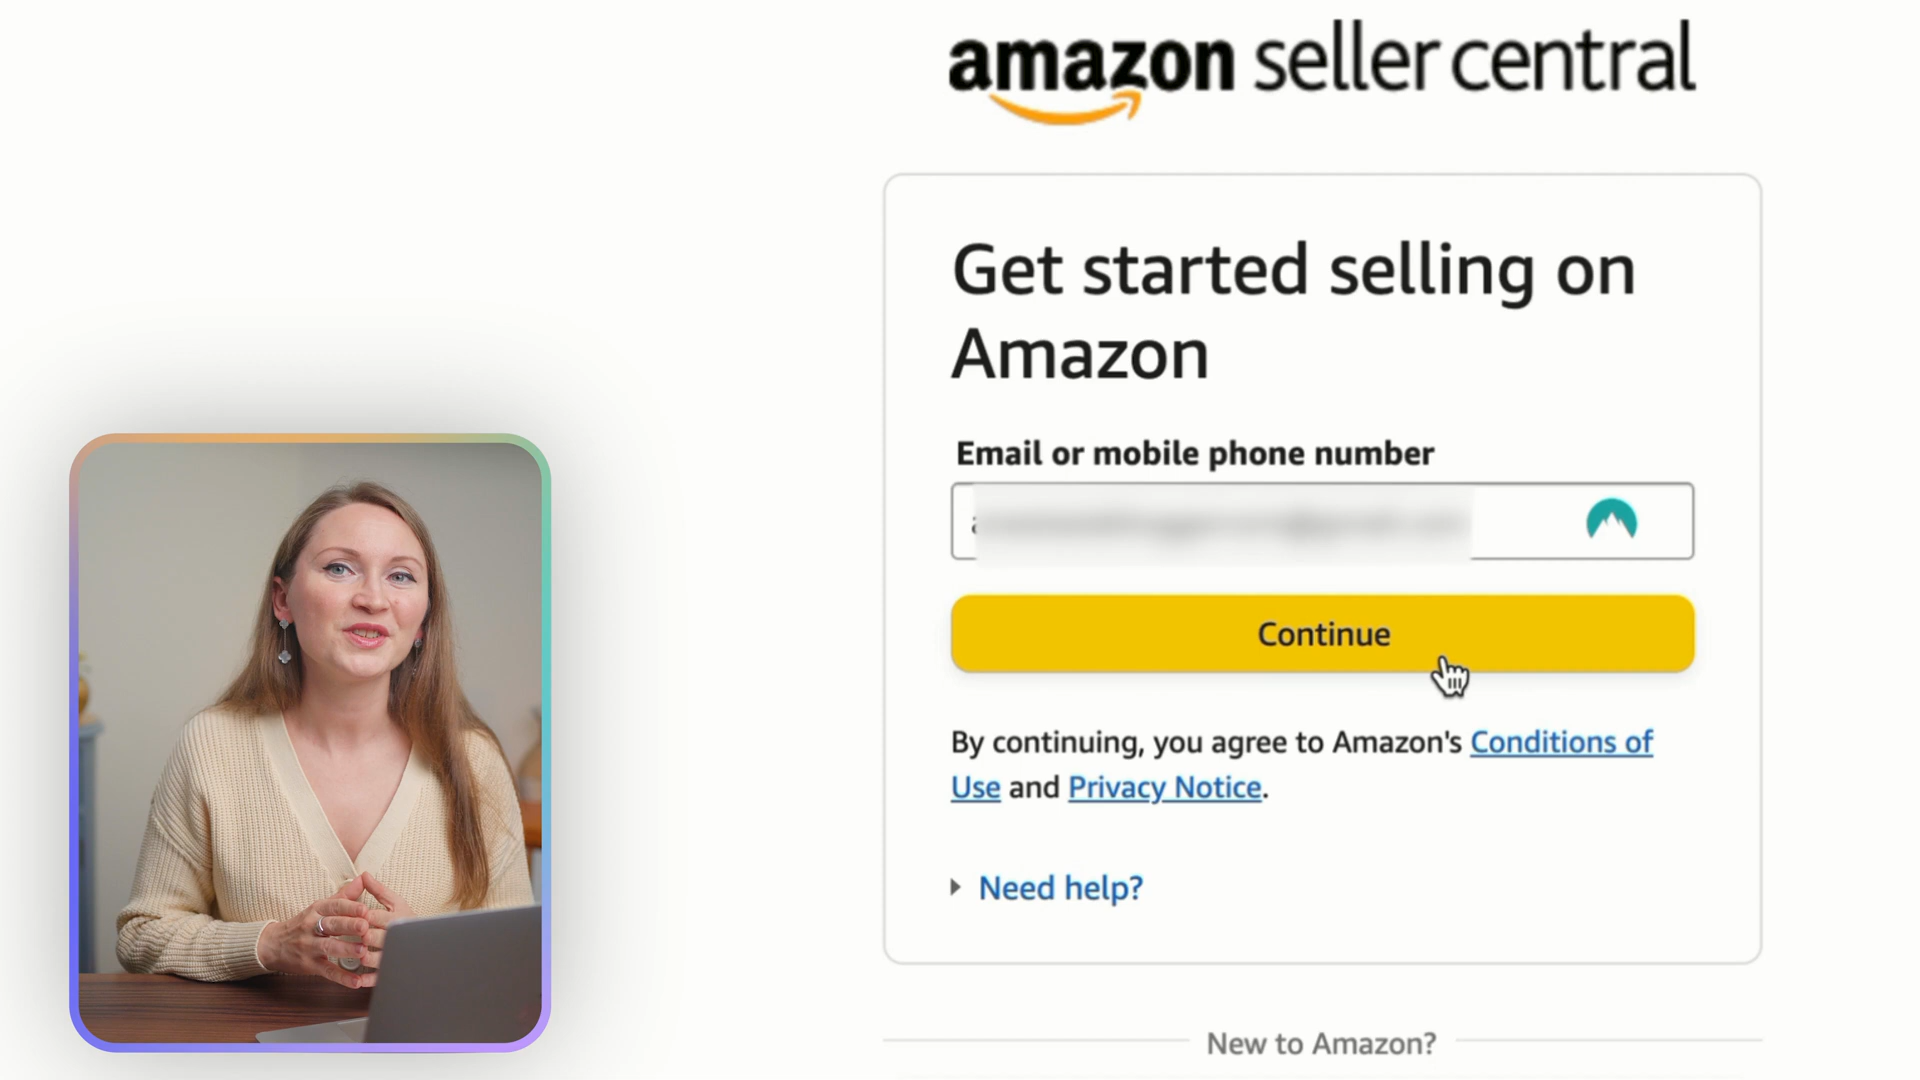 amazon seller central
Get started selling on
Amazon
Email or mobile phone number
Continue
By continuing, you agree to Amazon's Conditions of
Use and Privacy Notice.
Need help?
New to Amazon?